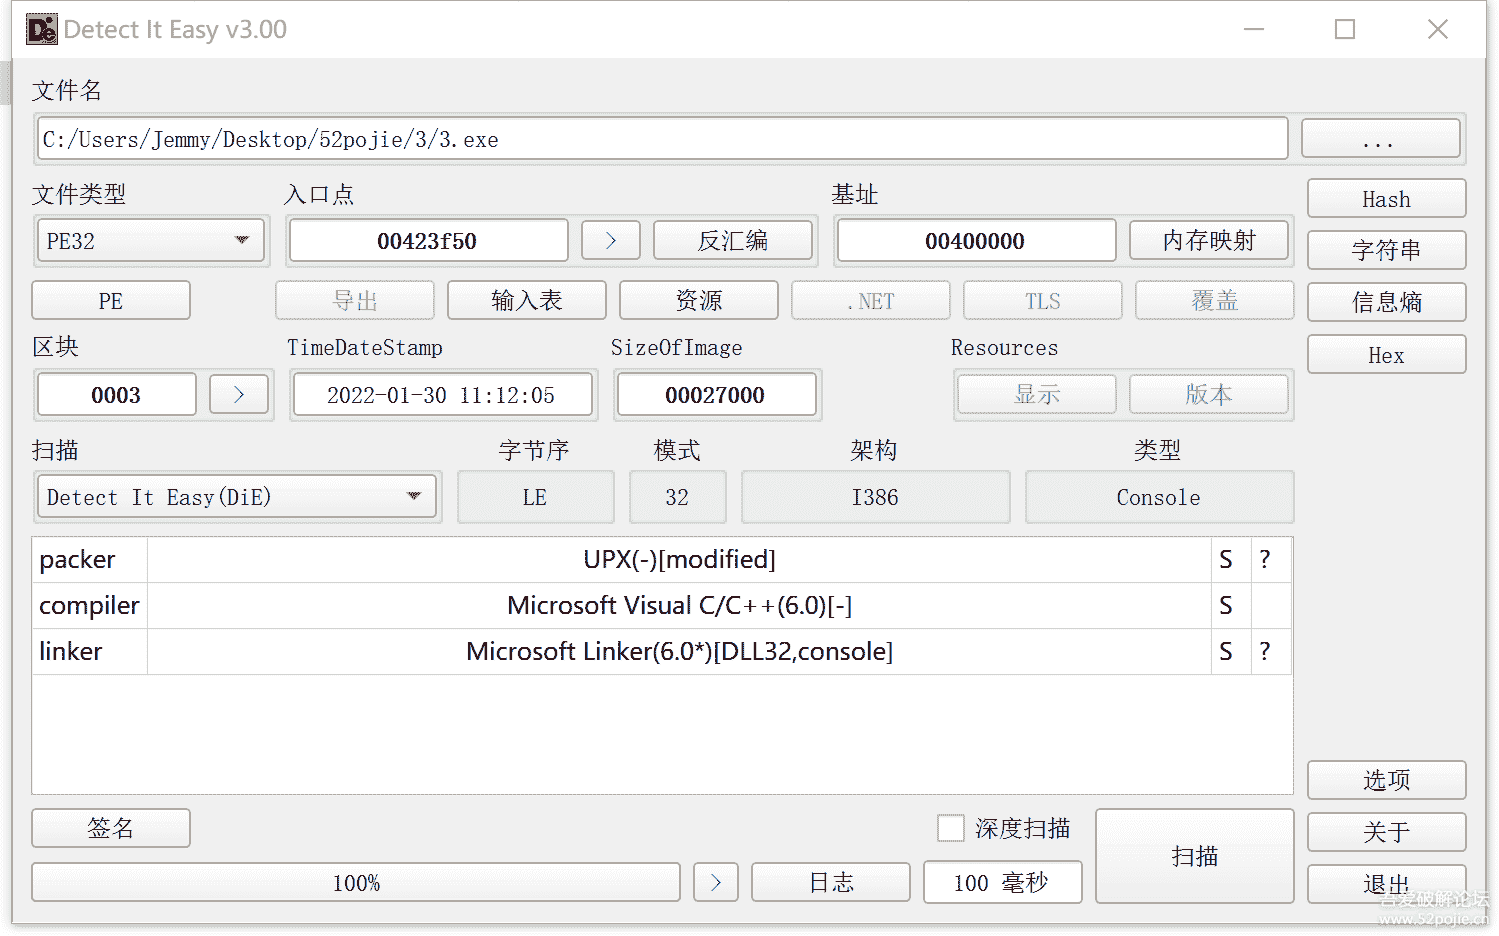 Detect It Easy v3.00
文件名
C:/Users/Jemmy/Desktop/52pojie/3/3.exe ...
文件类型 入口点 基址
PE32 00423f50 > 反汇编 00400000 内存映射 Hash
字符串
PE 导出 输入表 资源 .NET TLS 覆盖 信息熵
区块 TimeDateStamp SizeOfImage Resources Hex
0003 > 2022-01-30 11:12:05 00027000 显示 版本
扫描 字节序 模式 架构 类型
Detect It Easy(DiE) LE 32 I386 Console
packer UPX(-)[modified] S ?
compiler Microsoft Visual C/C++(6.0)[-] S
linker Microsoft Linker(6.0*)[DLL32,console] S ?
选项
签名 深度扫描 扫描 关于
100% > 日志 100 毫秒 退出
吾爱破解论坛
www.52pojie.cn